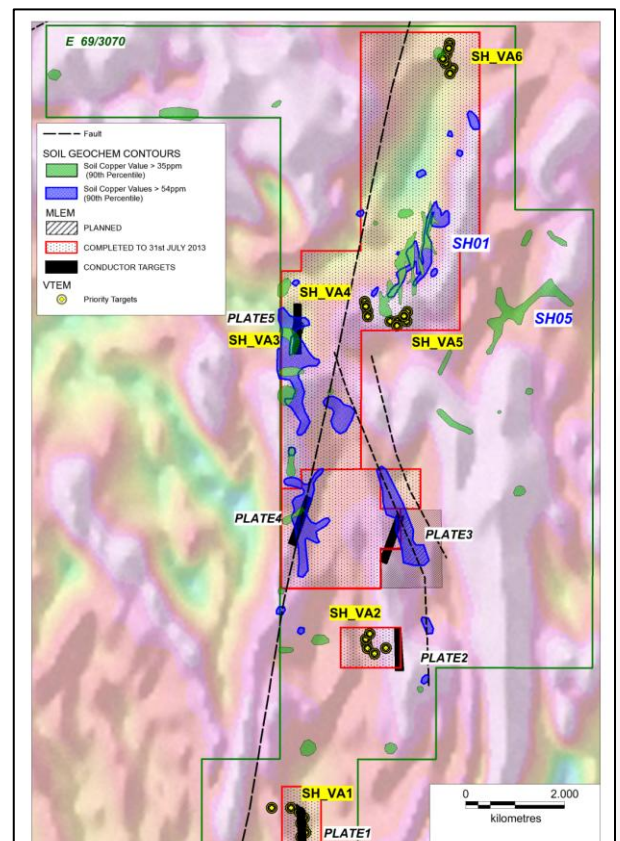 E 69/3070
SH_VA6
Fault
SOIL GEOCHEM CONTOURS
Soil Copper Value > 35ppm
(90th Percentile)
Soil Copper Values > 54ppm
(90th Percentile)
MLEM
PLANNED
COMPLETED TO 31st JULY 2013
CONDUCTOR TARGETS
VTEM
Priority Targets
SH01
SH_VA4
PLATE5
SH05
SH_VA3
SH_VA5
PLATE4
PLATE3
SH_VA2
PLATE2
SH_VA1
PLATE1
0 2.000
kilometres